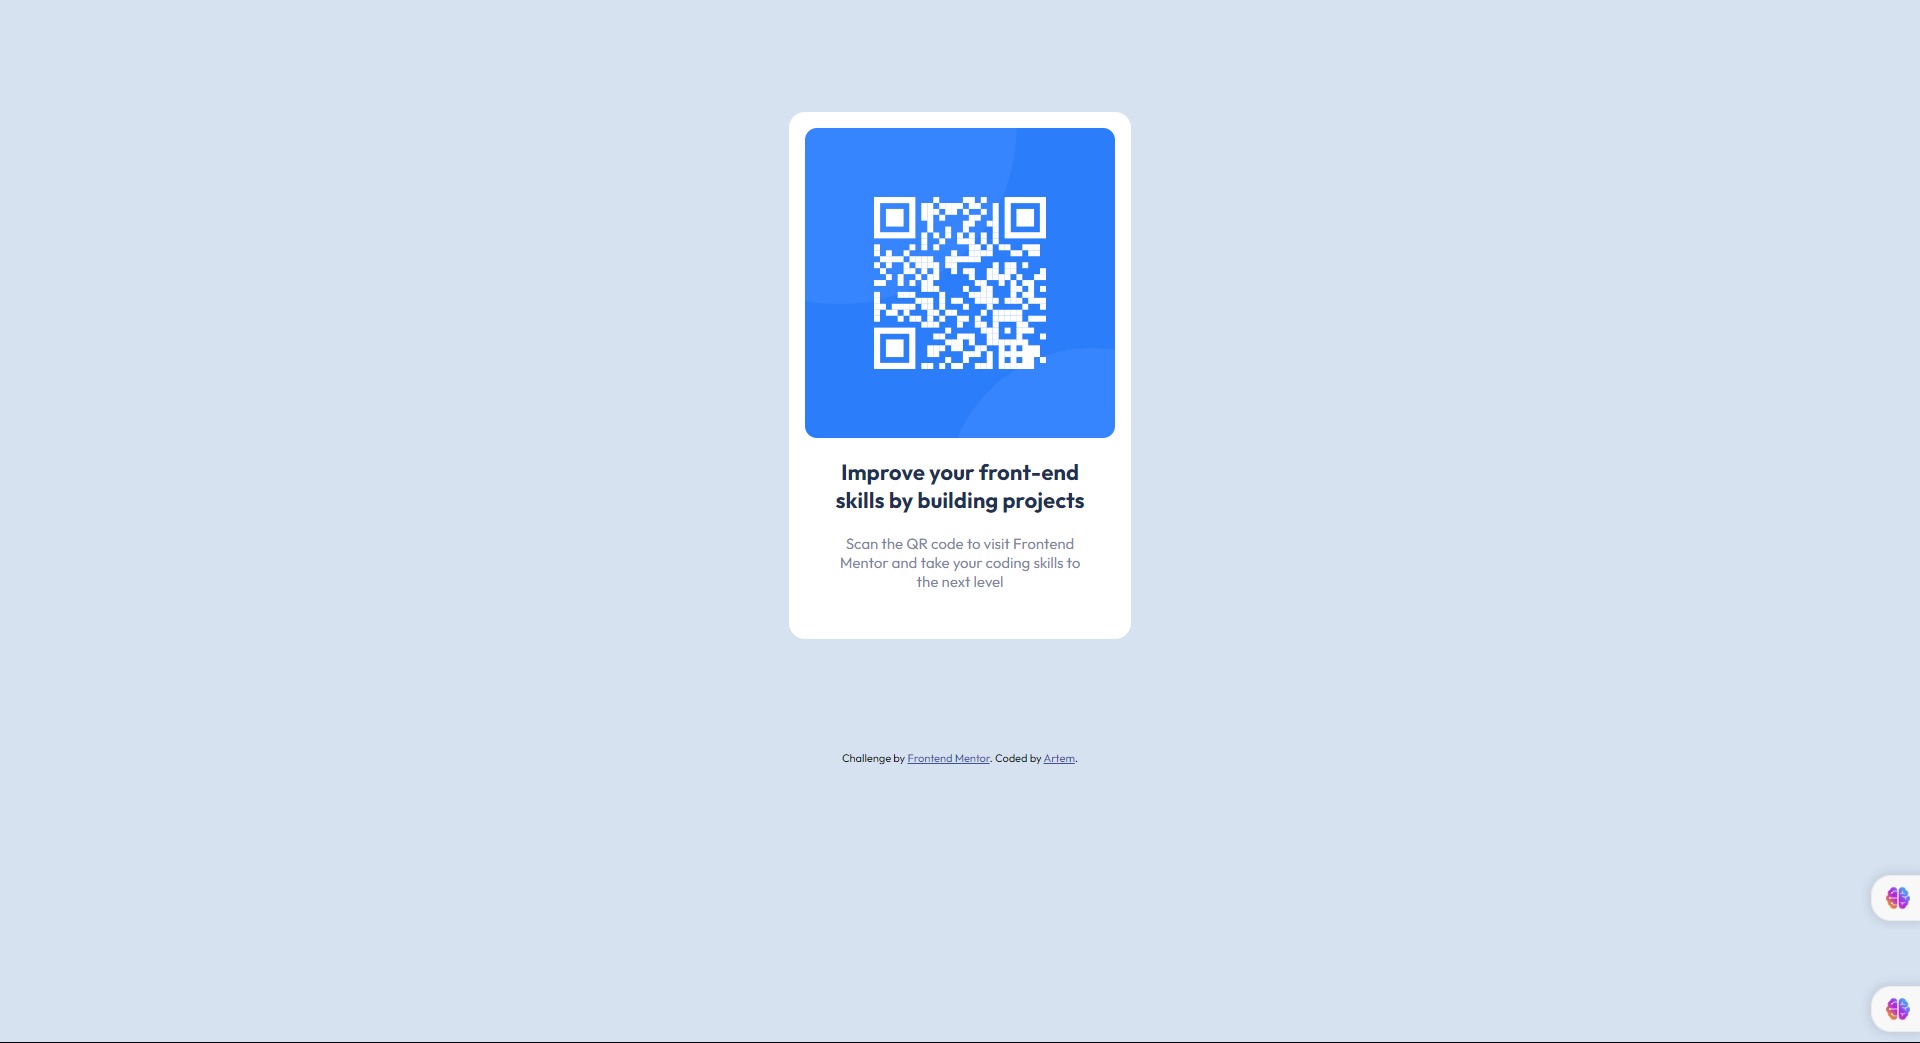 Improve your front-end
skills by building projects
Scan the QR code to visit Frontend
Mentor and take your coding skills to
the next level
Challenge by Frontend Mentor. Coded by Artem.